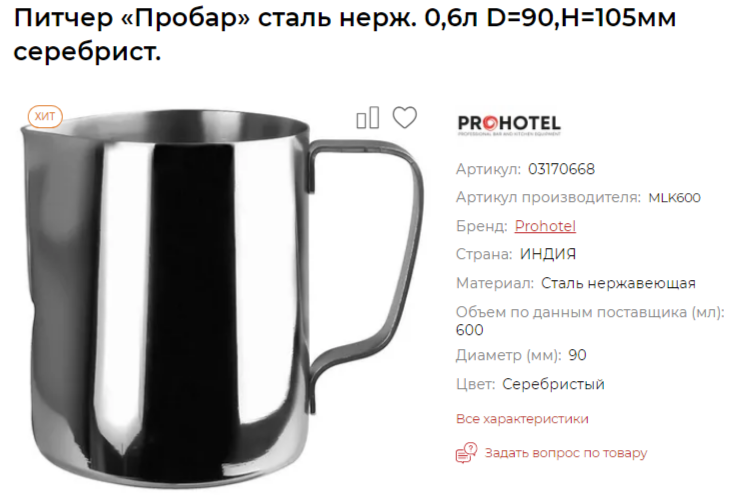 Питчер «Пробар» сталь нерж. 0,6л D=90,H=105мм
серебрист.
ХИТ
PROHOTEL
PROFESSIONAL BAR AND KITCHEN EQUIPMENT
Артикул: 03170668
Артикул производителя: MLK600
Бренд: Prohotel
Страна: ИНДИЯ
Материал: Сталь нержавеющая
Объем по данным поставщика (мл):
600
Диаметр (мм): 90
Цвет: Серебристый
Все характеристики
Задать вопрос по товару